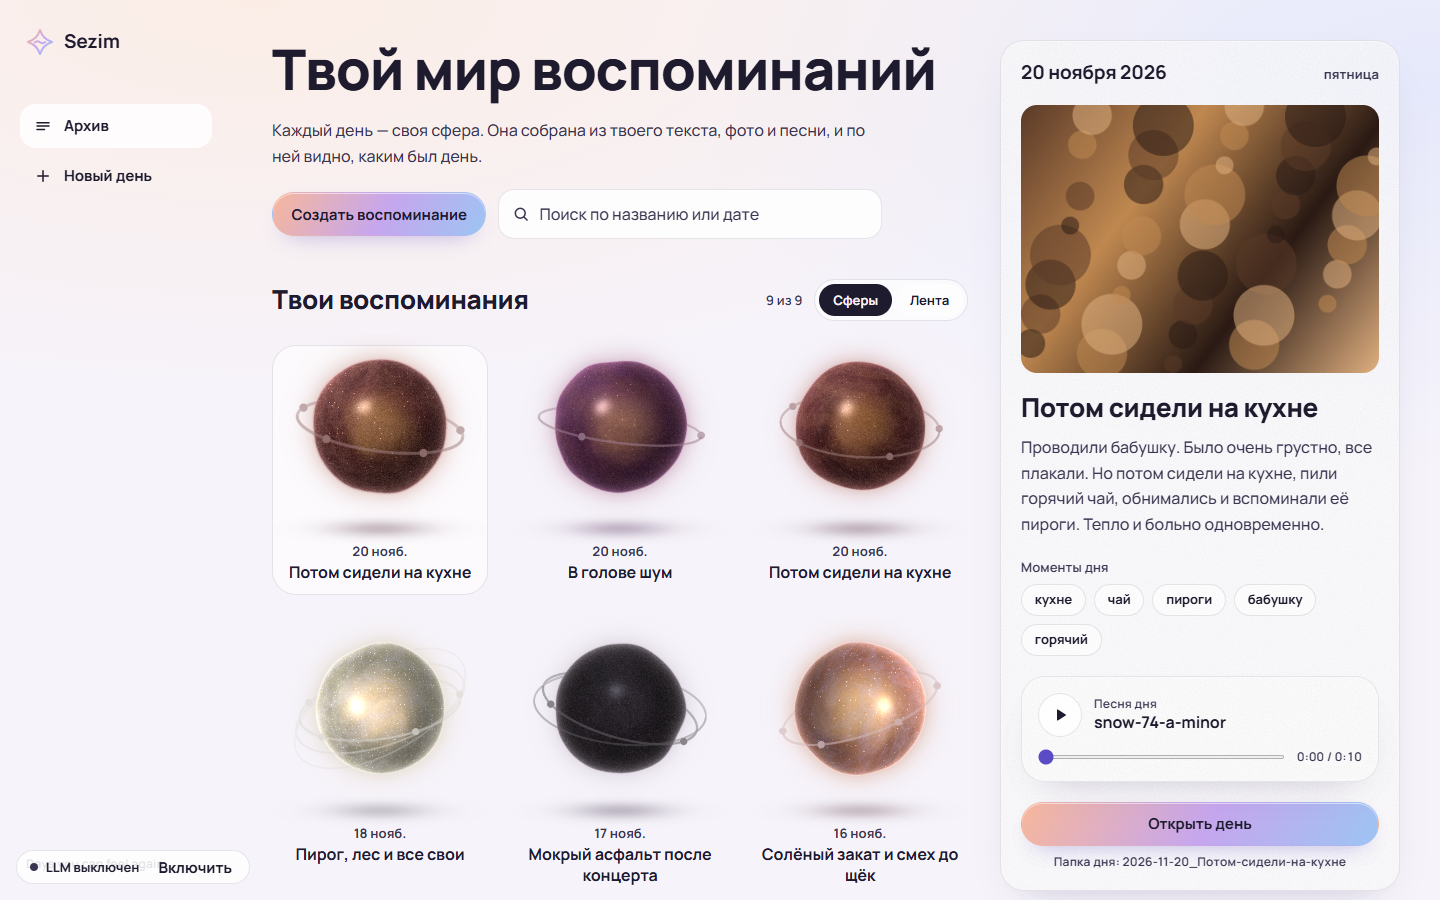 Sezim
Архив
Новый день
Твой мир воспоминаний
Каждый день — своя сфера. Она собрана из твоего текста, фото и песни, и по
ней видно, каким был день.
Создать воспоминание
Поиск по названию или дате
Твои воспоминания
9 из 9
Сферы
Лента
20 нояб.
Потом сидели на кухне
20 нояб.
В голове шум
20 нояб.
Потом сидели на кухне
18 нояб.
Пирог, лес и все свои
17 нояб.
Мокрый асфальт после
концерта
16 нояб.
Солёный закат и смех до
щёк
LLM выключен
Включить
20 ноября 2026
пятница
Потом сидели на кухне
Проводили бабушку. Было очень грустно, все
плакали. Но потом сидели на кухне, пили
горячий чай, обнимались и вспоминали её
пироги. Тепло и больно одновременно.
Моменты дня
кухне
чай
пироги
бабушку
горячий
Песня дня
snow-74-a-minor
0:00 / 0:10
Открыть день
Папка дня: 2026-11-20_Потом-сидели-на-кухне